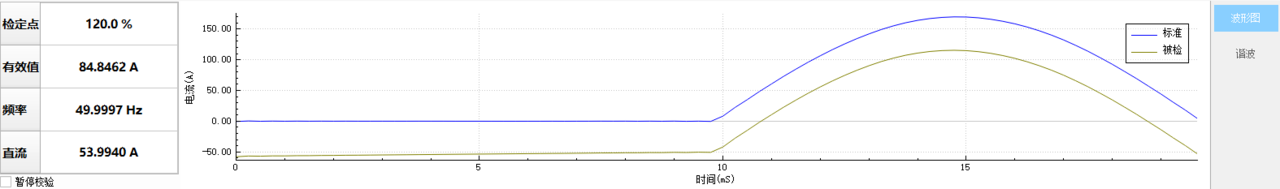 检定点 120.0 %
有效值 84.8462 A
频率 49.9997 Hz
直流 53.9940 A
暂停校验
电流(A)
150.00
100.00
50.00
0.00
-50.00
0 5 10 15
时间(mS)
标准
被检
波形图
谐波